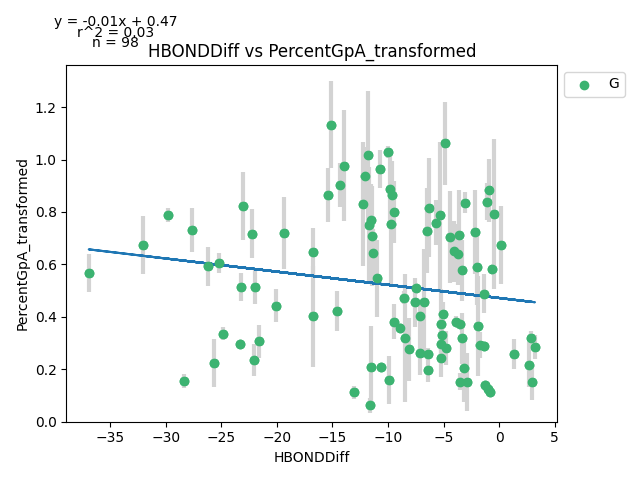 y = -0.01x + 0.47
r^2 = 0.03
n = 98
HBONDDiff vs PercentGpA_transformed
G
1.2
1.0
0.8
0.6
0.4
0.2
0.0
PercentGpA_transformed
−35 −30 −25 −20 −15 −10 −5 0 5
HBONDDiff